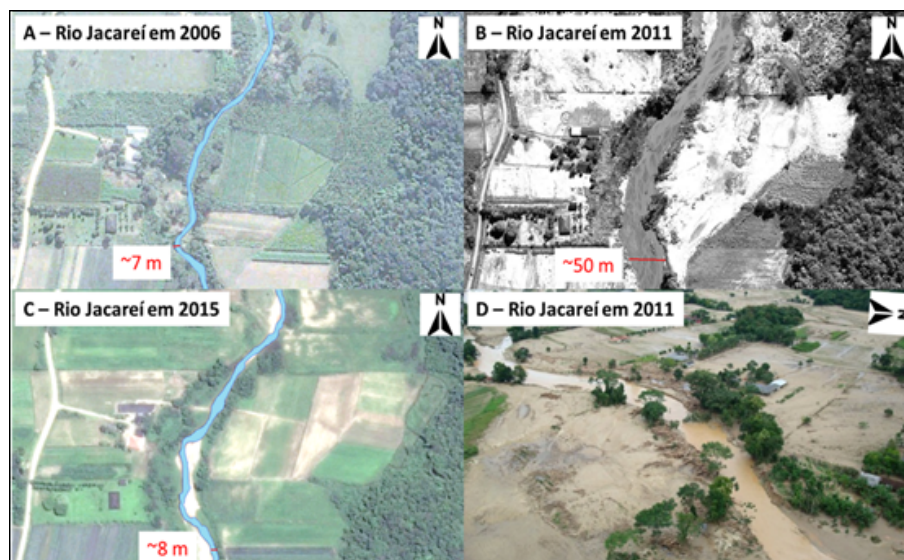 A – Rio Jacareí em 2006
N
~7 m
B – Rio Jacareí em 2011
N
~50 m
C – Rio Jacareí em 2015
N
~8 m
D – Rio Jacareí em 2011
N